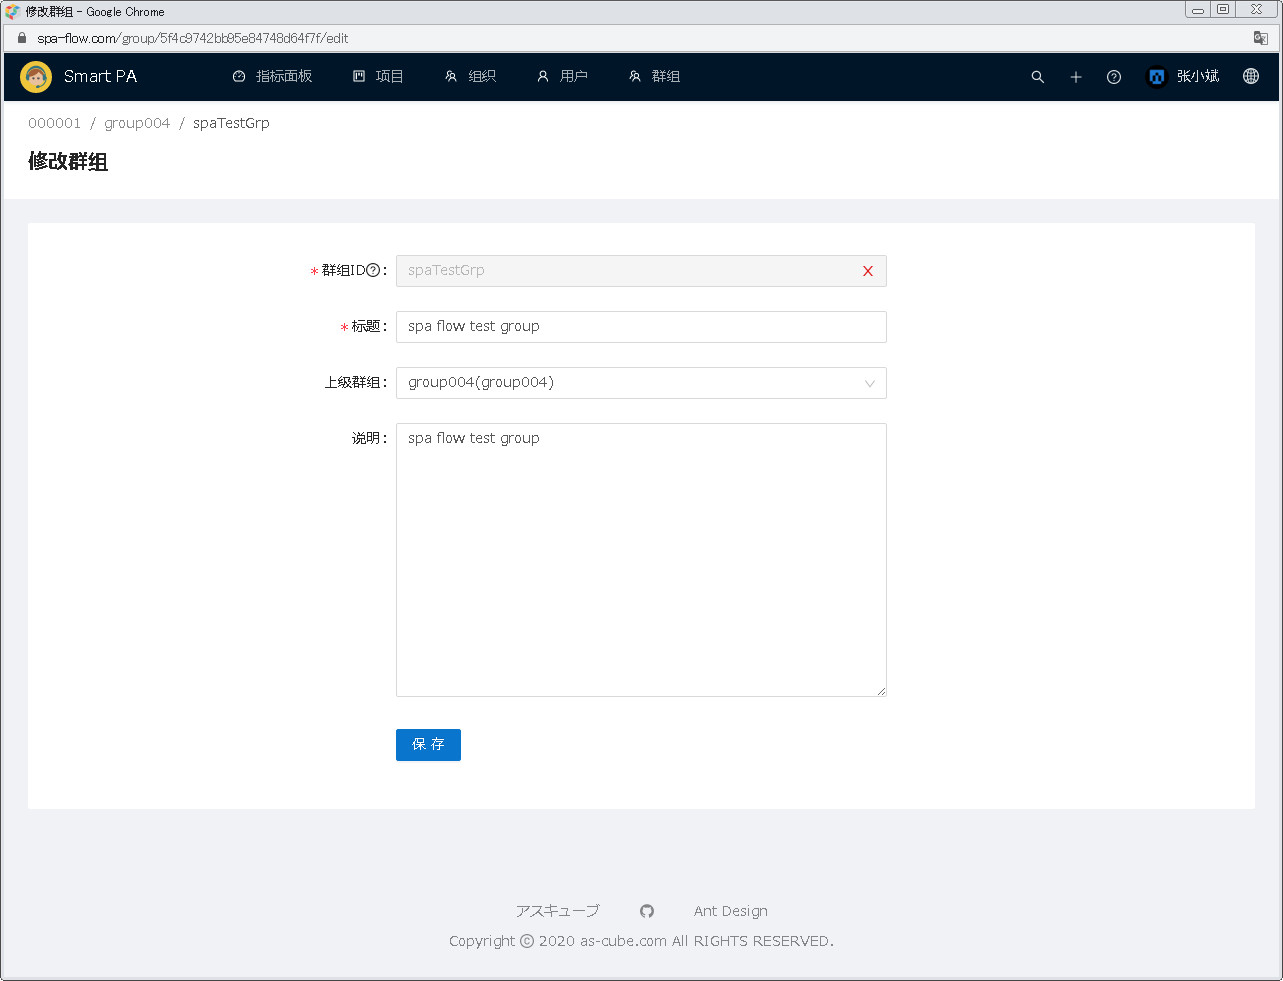 修改群组 - Google Chrome
spa-flow.com/group/5f4c9742bb95e84748d64f7f/edit
Smart PA 指标面板 项目 组织 用户 群组 张小斌
000001 / group004 / spaTestGrp
修改群组
* 群组ID : spaTestGrp
* 标题 : spa flow test group
上级群组 : group004(group004)
说明 : spa flow test group
保 存
アスキューブ Ant Design
Copyright © 2020 as-cube.com All RIGHTS RESERVED.